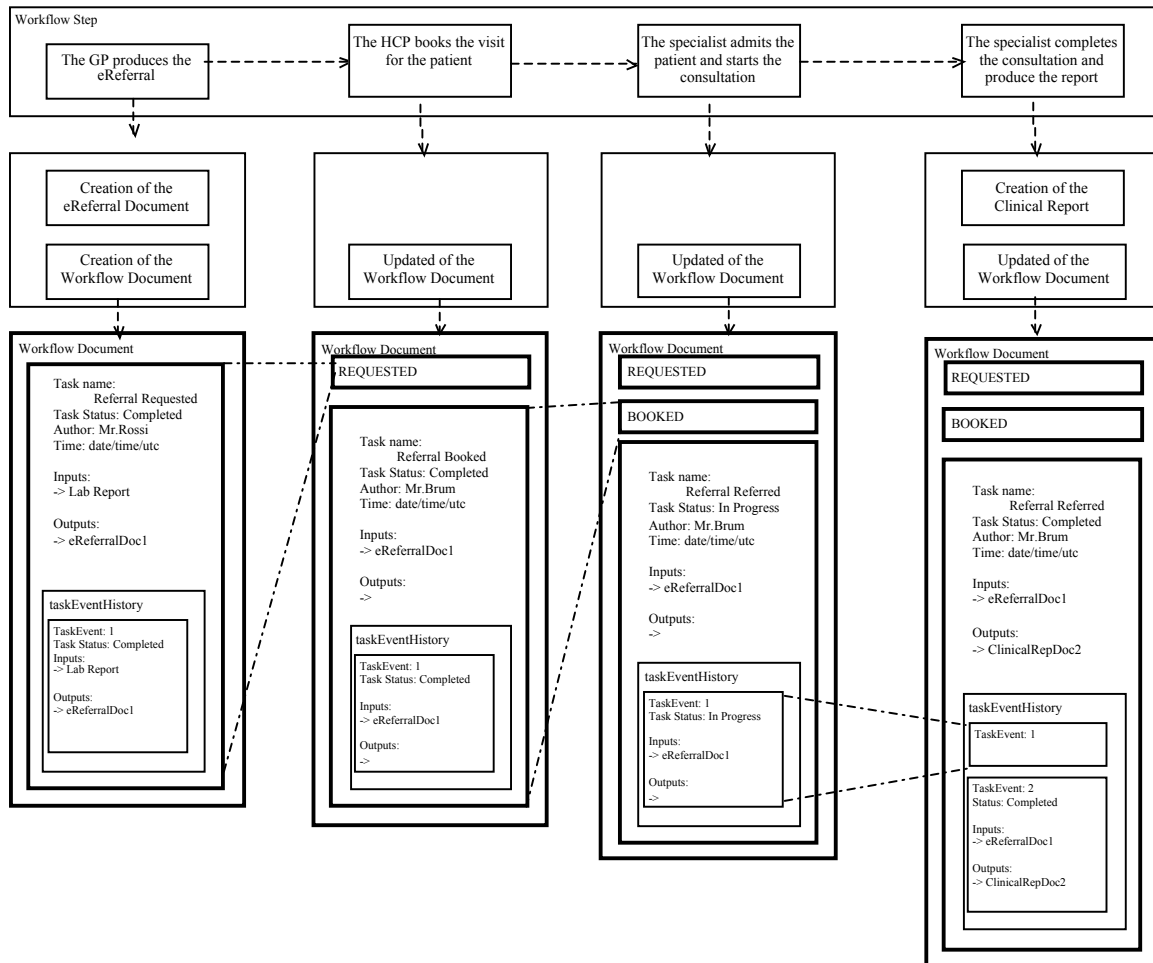 Workflow Step
The GP produces the
eReferral
The HCP books the visit
for the patient
The specialist admits the
patient and starts the
consultation
The specialist completes
the consultation and
produce the report
Creation of the
eReferral Document
Creation of the
Workflow Document
Updated of the
Workflow Document
Updated of the
Workflow Document
Creation of the
Clinical Report
Updated of the
Workflow Document
Workflow Document
Task name:
Referral Requested
Task Status: Completed
Author: Mr.Rossi
Time: date/time/utc
Inputs:
-> Lab Report
Outputs:
-> eReferralDoc1
taskEventHistory
TaskEvent: 1
Task Status: Completed
Inputs:
-> Lab Report
Outputs:
-> eReferralDoc1
Workflow Document
REQUESTED
Task name:
Referral Booked
Task Status: Completed
Author: Mr.Brum
Time: date/time/utc
Inputs:
-> eReferralDoc1
Outputs:
->
taskEventHistory
TaskEvent: 1
Task Status: Completed
Inputs:
-> eReferralDoc1
Outputs:
->
Workflow Document
REQUESTED
BOOKED
Task name:
Referral Referred
Task Status: In Progress
Author: Mr.Brum
Time: date/time/utc
Inputs:
-> eReferralDoc1
Outputs:
->
taskEventHistory
TaskEvent: 1
Task Status: In Progress
Inputs:
-> eReferralDoc1
Outputs:
->
Workflow Document
REQUESTED
BOOKED
Task name:
Referral Referred
Task Status: Completed
Author: Mr.Brum
Time: date/time/utc
Inputs:
-> eReferralDoc1
Outputs:
-> ClinicalRepDoc2
taskEventHistory
TaskEvent: 1
TaskEvent: 2
Status: Completed
Inputs:
-> eReferralDoc1
Outputs:
-> ClinicalRepDoc2